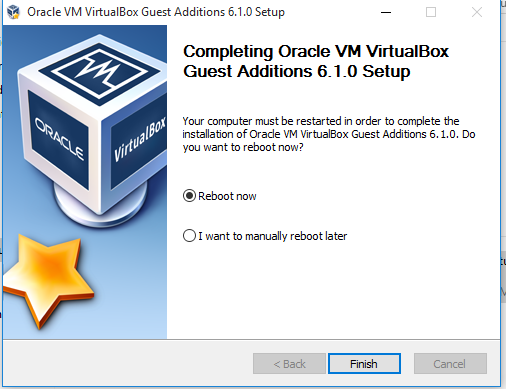 Oracle VM VirtualBox Guest Additions 6.1.0 Setup
Completing Oracle VM VirtualBox
Guest Additions 6.1.0 Setup
Your computer must be restarted in order to complete the
installation of Oracle VM VirtualBox Guest Additions 6.1.0. Do
you want to reboot now?
ORACLE
VirtualBox
Reboot now
I want to manually reboot later
< Back
Finish
Cancel